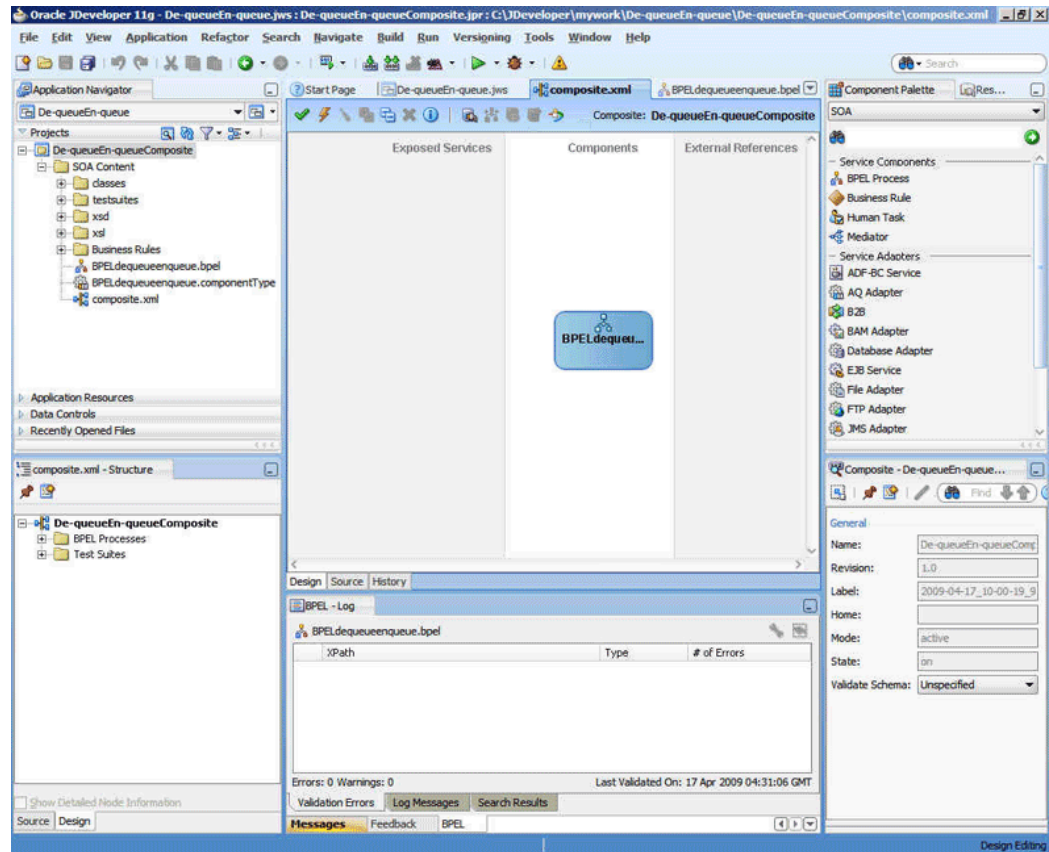 Oracle JDeveloper 11g - De-queueEn-queue.jws : De-queueEn-queueComposite.jpr : C:\JDeveloper\mywork\De-queueEn-queue\De-queueEn-queueComposite\composite.xml
File Edit View Application Refactor Search Navigate Build Run Versioning Tools Window Help
Search
Application Navigator
De-queueEn-queue
Projects
De-queueEn-queueComposite
SOA Content
classes
testsuites
xsd
xsl
Business Rules
BPELdequeueenqueue.bpel
BPELdequeueenqueue.componentType
composite.xml
Application Resources
Data Controls
Recently Opened Files
Start Page De-queueEn-queue.jws composite.xml BPELdequeueenqueue.bpel
Composite: De-queueEn-queueComposite
Exposed Services Components External References
BPELdequeu...
Design Source History
Component Palette Res...
SOA
Service Components
BPEL Process
Business Rule
Human Task
Mediator
Service Adapters
ADF-BC Service
AQ Adapter
B2B
BAM Adapter
Database Adapter
EJB Service
File Adapter
FTP Adapter
JMS Adapter
composite.xml - Structure
De-queueEn-queueComposite
BPEL Processes
Test Suites
Show Detailed Node Information
Source Design
BPEL - Log
BPELdequeueenqueue.bpel
XPath Type # of Errors
Errors: 0 Warnings: 0 Last Validated On: 17 Apr 2009 04:31:06 GMT
Validation Errors Log Messages Search Results
Messages Feedback BPEL
Composite - De-queueEn-queue...
Find
General
Name: De-queueEn-queueComp
Revision: 1.0
Label: 2009-04-17_10-00-19_9
Home:
Mode: active
State: on
Validate Schema: Unspecified
Design Editing